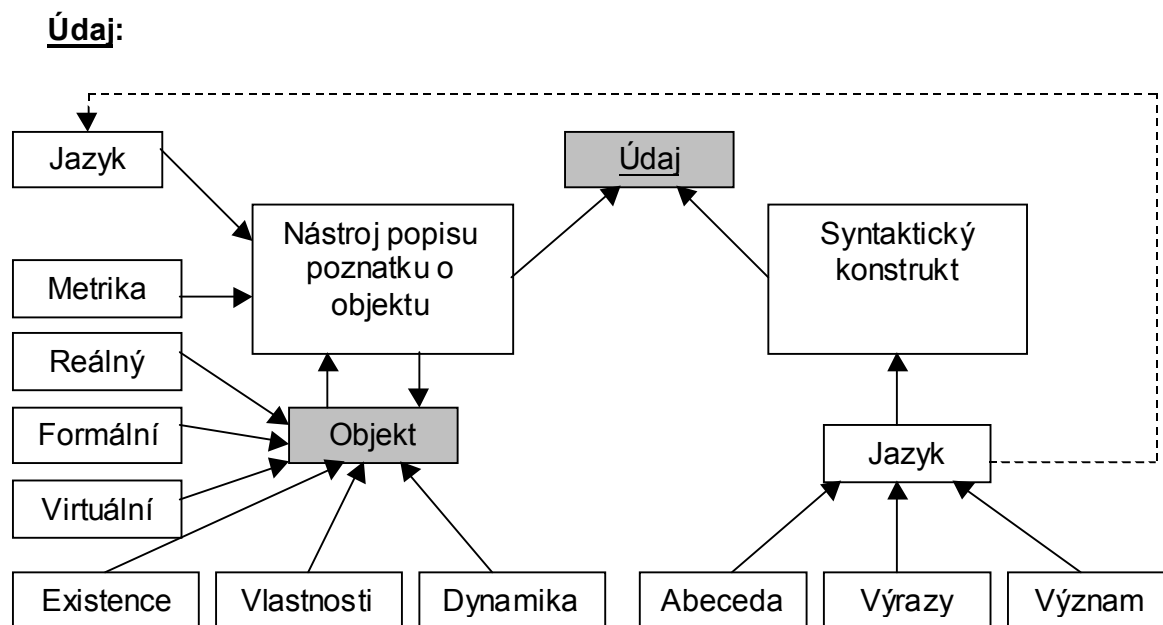 Údaj:
Jazyk
Údaj
Nástroj popisu
poznatku o
objektu
Syntaktický
konstrukt
Metrika
Reálný
Formální
Objekt
Jazyk
Virtuální
Existence
Vlastnosti
Dynamika
Abeceda
Výrazy
Význam